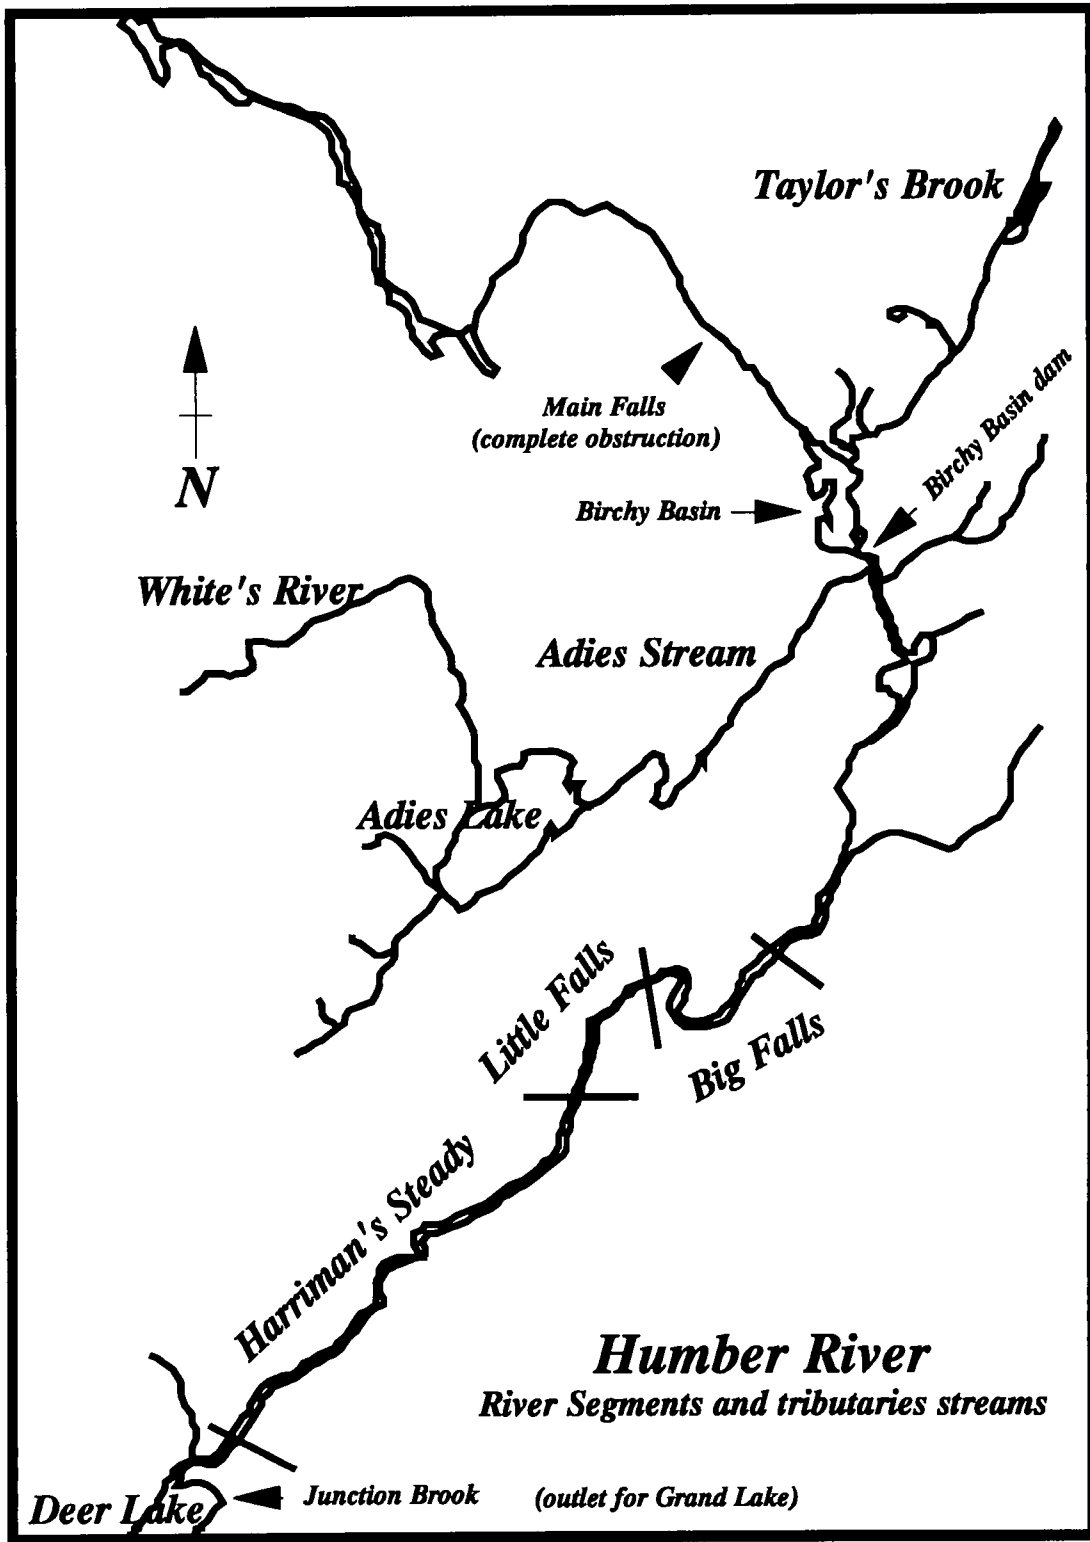 Taylor's Brook
Main Falls
(complete obstruction)
Birchy Basin dam
N
Birchy Basin
White's River
Adies Stream
Adies Lake
Little Falls
Big Falls
Harriman's Steady
Humber River
River Segments and tributaries streams
Junction Brook (outlet for Grand Lake)
Deer Lake